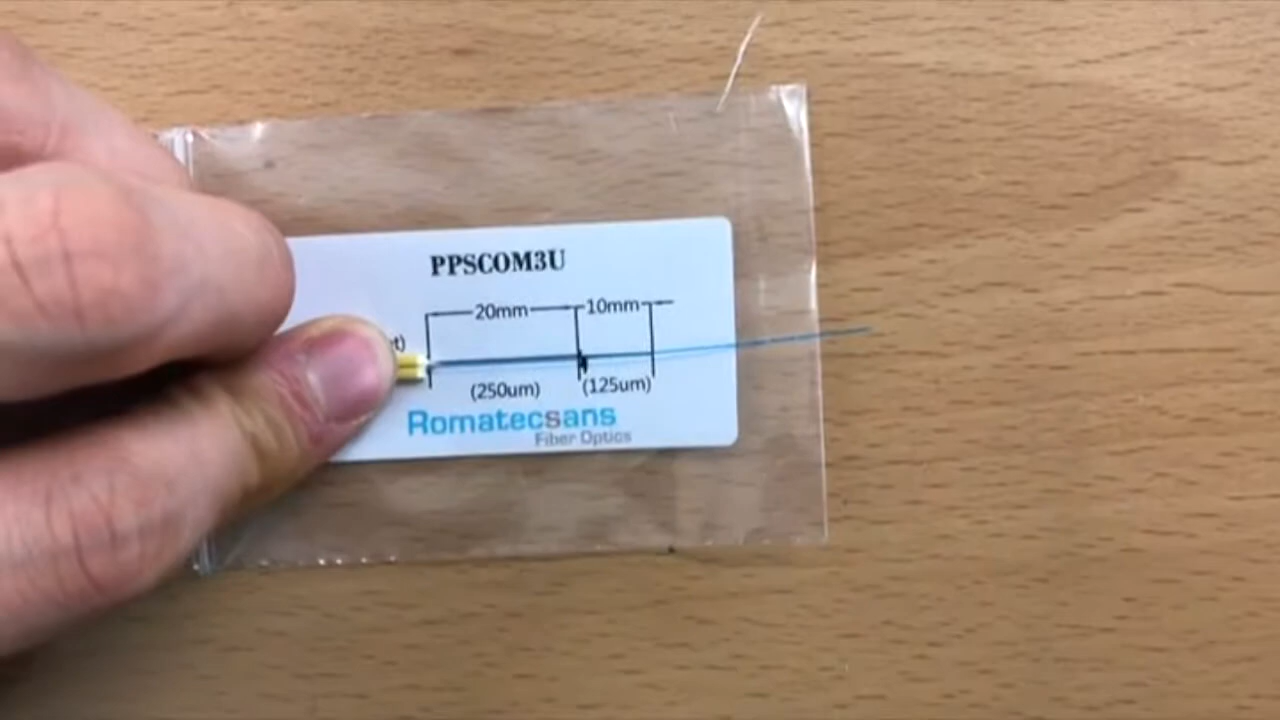 PPSCOM3U
20mm 10mm
t)
(250um) (125um)
Romatecsans
Fiber Optics